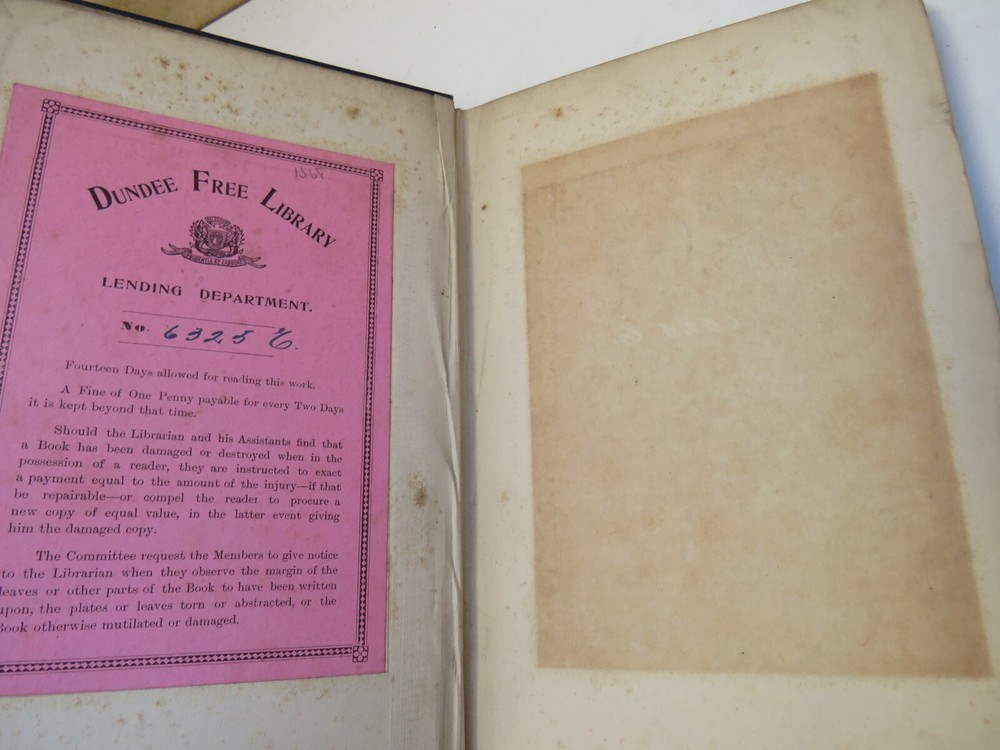 1268
DUNDEE FREE LIBRARY
LENDING DEPARTMENT.
No. 6325 E.
Fourteen Days allowed for reading this work.
A Fine of One Penny payable for every Two Days
it is kept beyond that time.
Should the Librarian and his Assistants find that
a Book has been damaged or destroyed when in the
possession of a reader, they are instructed to exact
a payment equal to the amount of the injury—if that
be repairable—or compel the reader to procure a
new copy of equal value, in the latter event giving
him the damaged copy.
The Committee request the Members to give notice
to the Librarian when they observe the margin of the
leaves or other parts of the Book to have been written
upon, the plates or leaves torn or abstracted, or the
Book otherwise mutilated or damaged.